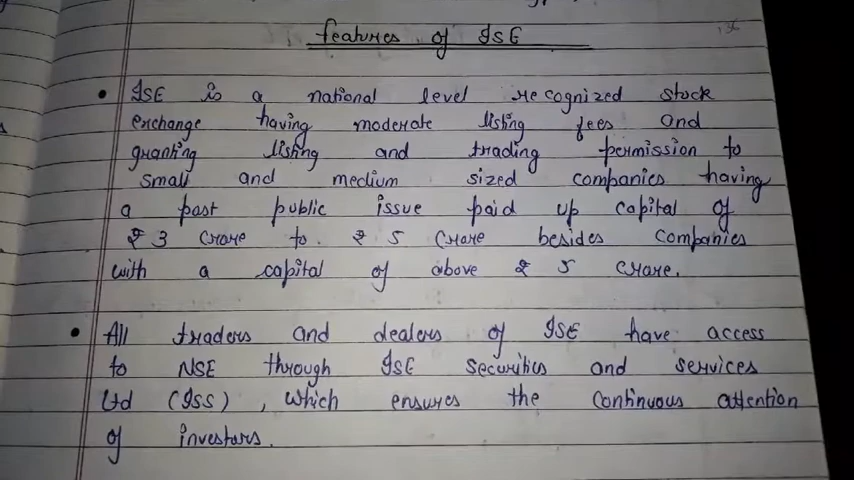 features of ISE
• ISE is a national level recognized stock
exchange having moderate listing fees and
granting listing and trading permission to
small and medium sized companies having
a past public issue paid up capital of
₹ 3 crore to ₹ 5 crore besides companies
with a capital of above ₹ 5 crore.
• All traders and dealers of ISE have access
to NSE through ISE securities and services
Ltd (ISS), which ensures the continuous attention
of investors.